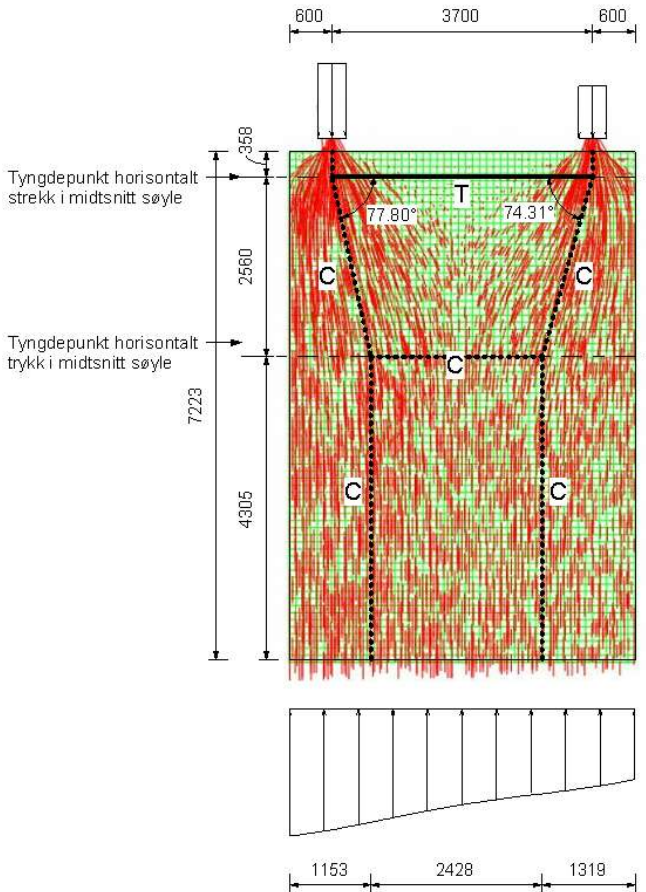 600 3700 600
358
Tyngdepunkt horisontalt
strekk i midtsnitt søyle
T
77.80° 74.31°
2560
C C
Tyngdepunkt horisontalt
trykk i midtsnitt søyle
C
7223
4305
C C
1153 2428 1319